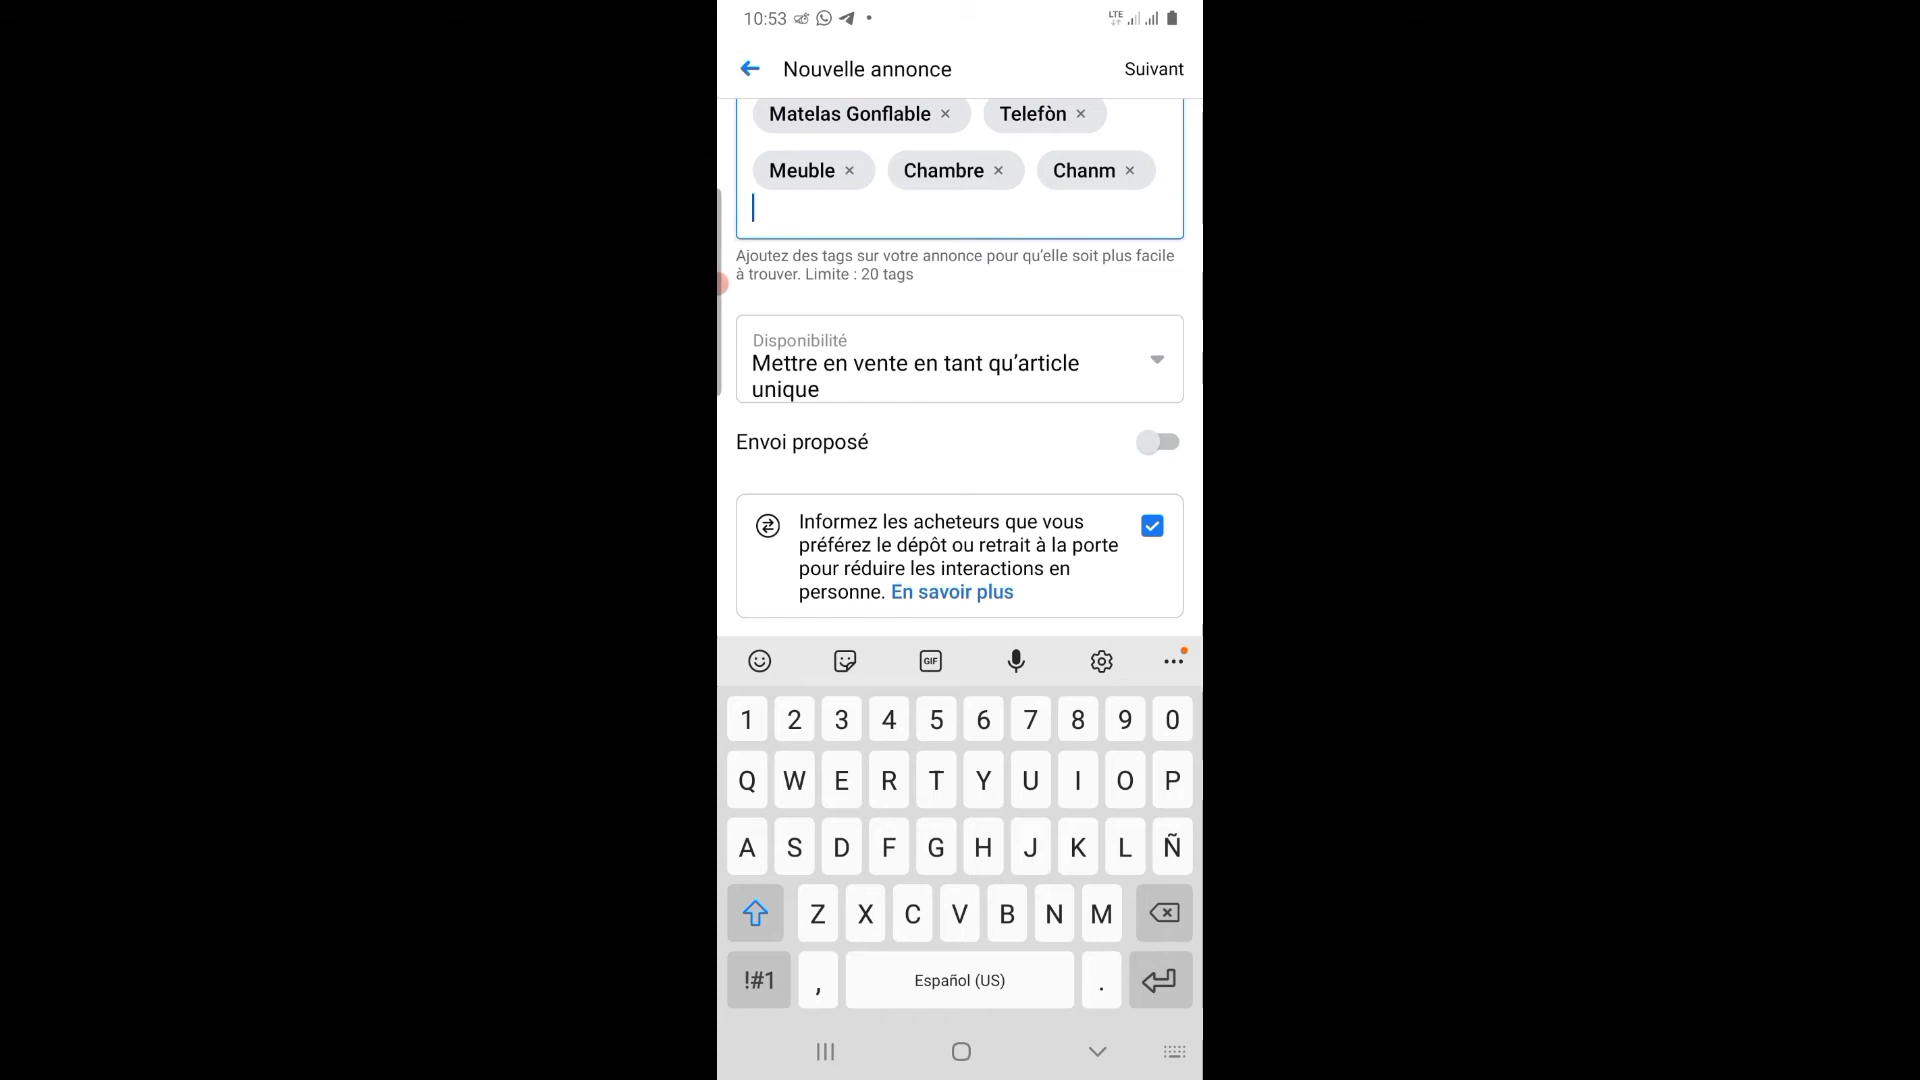 10:53
LTE
Nouvelle annonce
Suivant
Matelas Gonflable × Telefòn ×
Meuble × Chambre × Chanm ×
Ajoutez des tags sur votre annonce pour qu’elle soit plus facile
à trouver. Limite : 20 tags
Disponibilité
Mettre en vente en tant qu’article
unique
Envoi proposé
Informez les acheteurs que vous
préférez le dépôt ou retrait à la porte
pour réduire les interactions en
personne. En savoir plus
GIF
1 2 3 4 5 6 7 8 9 0
Q W E R T Y U I O P
A S D F G H J K L Ñ
Z X C V B N M
!#1 , Español (US) .